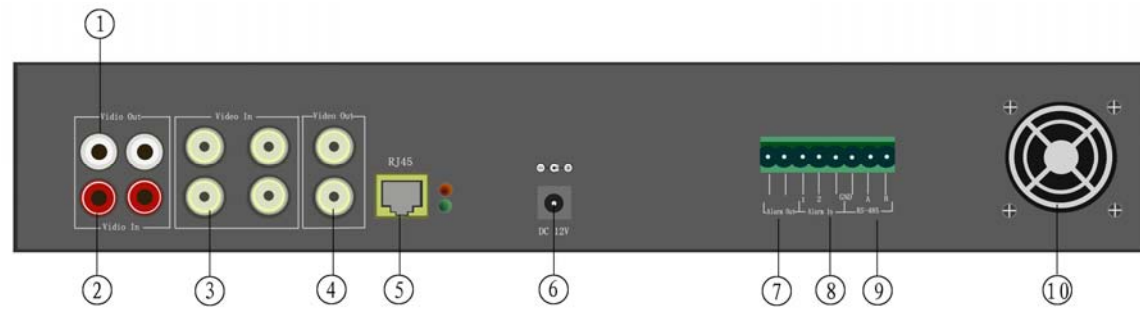 1
Vidio Out
Video In
Video Out
RJ45
DC 12V
Vidio In
1 2 GND A B
Alarm Out Alarm In RS-485
2 3 4 5 6 7 8 9 10